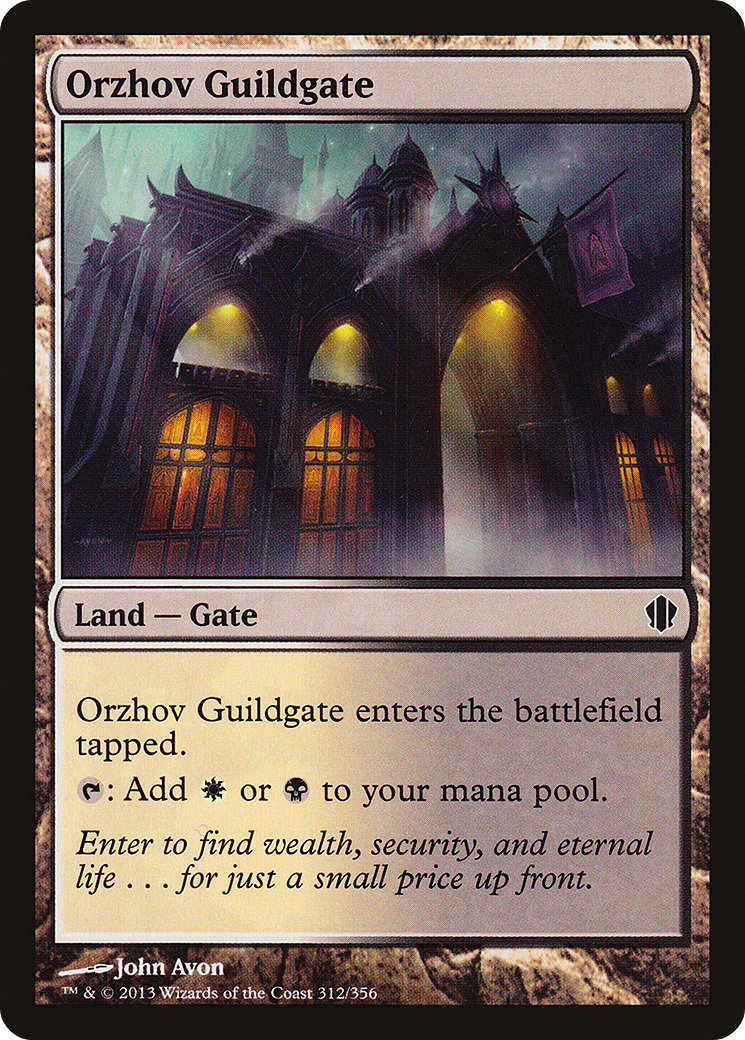 Orzhov Guildgate
Land — Gate
Orzhov Guildgate enters the battlefield
tapped.
: Add or to your mana pool.
Enter to find wealth, security, and eternal
life . . . for just a small price up front.
John Avon
™ & © 2013 Wizards of the Coast 312/356